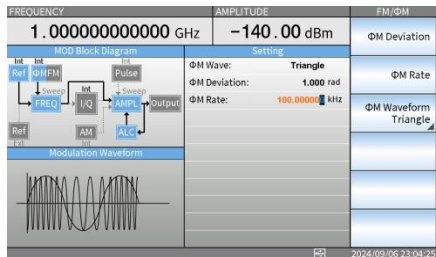 FREQUENCY
AMPLITUDE
FM/ΦM
1.000000000000 GHz
-140.00 dBm
ΦM Deviation
MOD Block Diagram
Setting
Int Int Int
Ref ΦM FM Pulse
Sweep Int Sweep
FREQ I/Q AMPL Output
Ref AM ALC
Ext Int
ΦM Wave: Triangle
ΦM Deviation: 1.000 rad
ΦM Rate: 100.000000 kHz
ΦM Rate
ΦM Waveform
Triangle
Modulation Waveform
2024/09/06 23:04:25